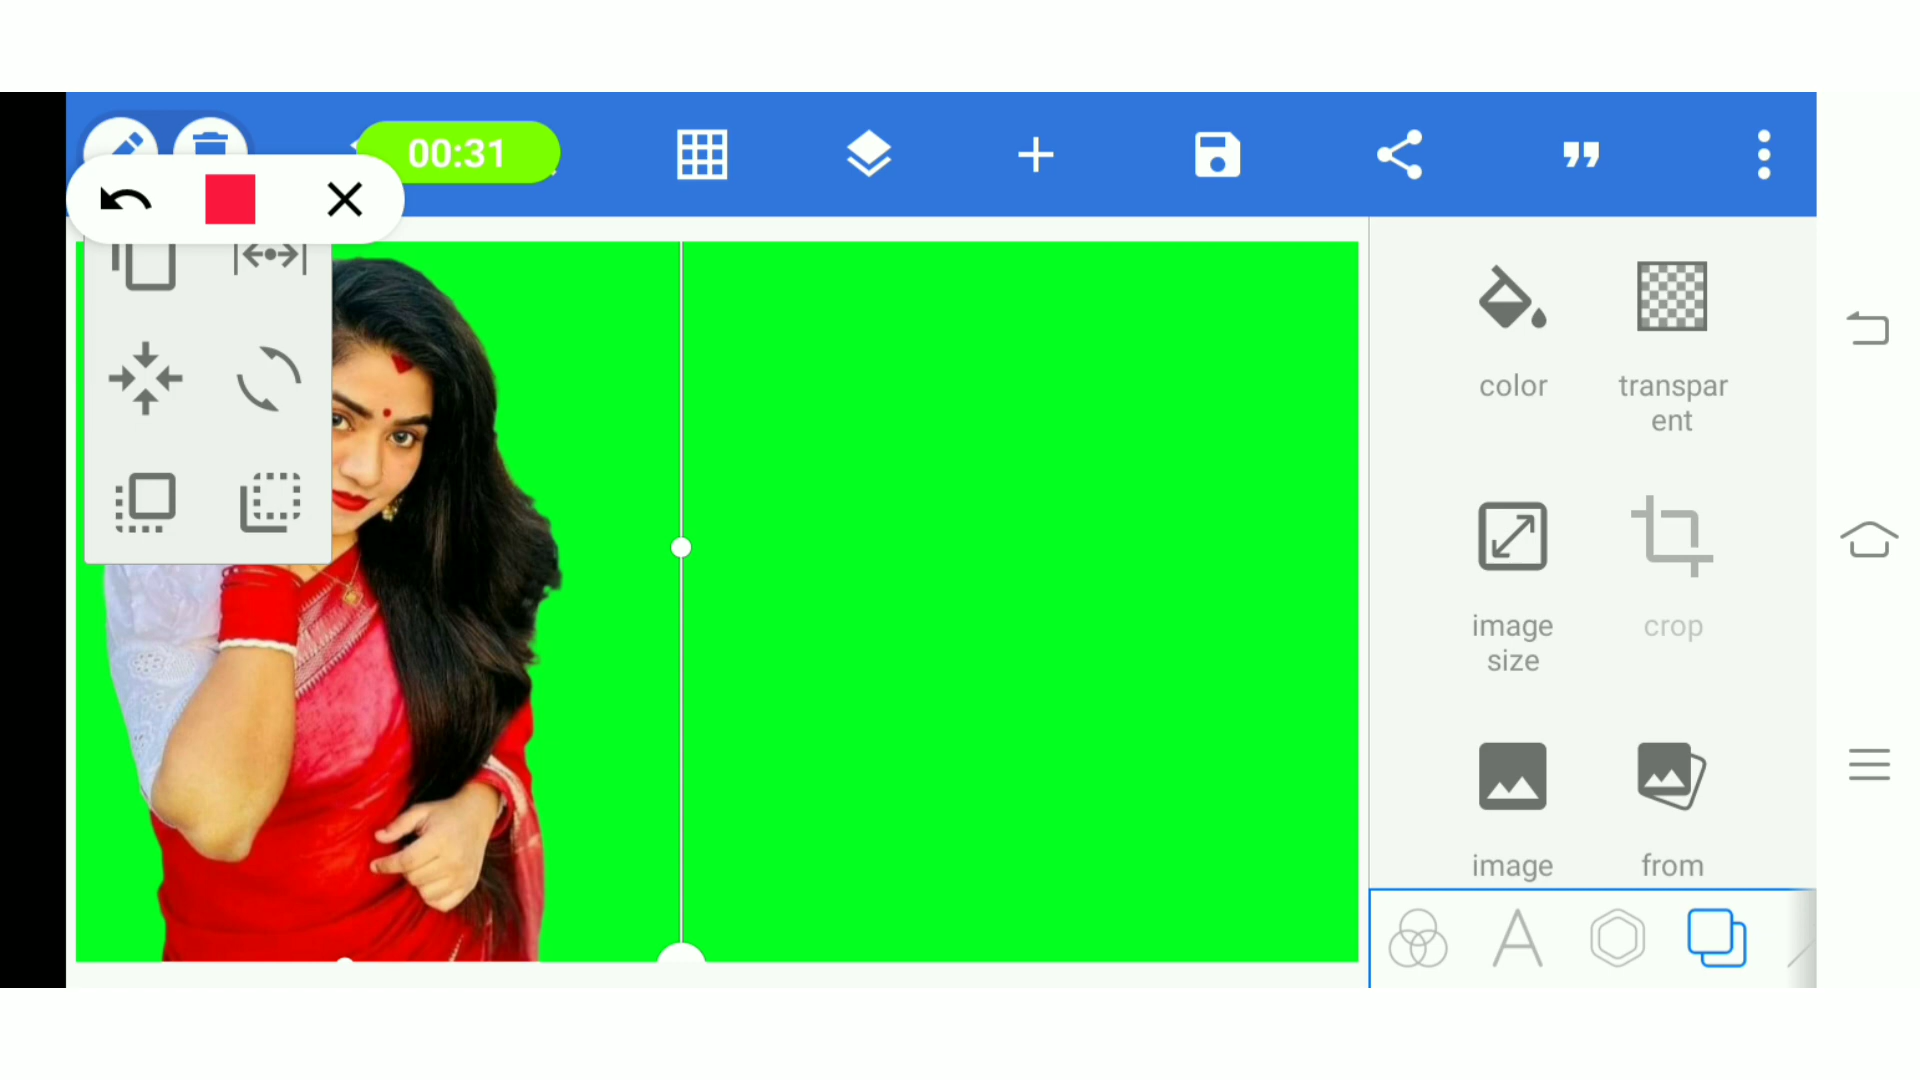 00:31
color
transpar
ent
image
size
crop
image
from